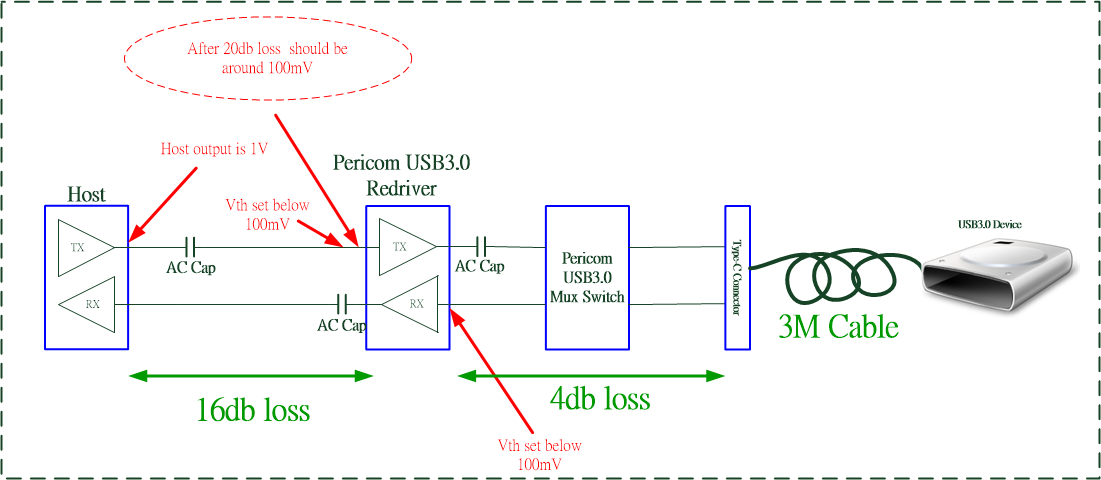 After 20db loss  should be
around 100mV
Host output is 1V
Pericom USB3.0
Redriver
Host
Vth set below
100mV
USB3.0 Device
TX
TX
AC Cap
AC Cap
Pericom
USB3.0
Mux Switch
Type-C Connector
RX
RX
AC Cap
3M Cable
16db loss
4db loss
Vth set below
100mV